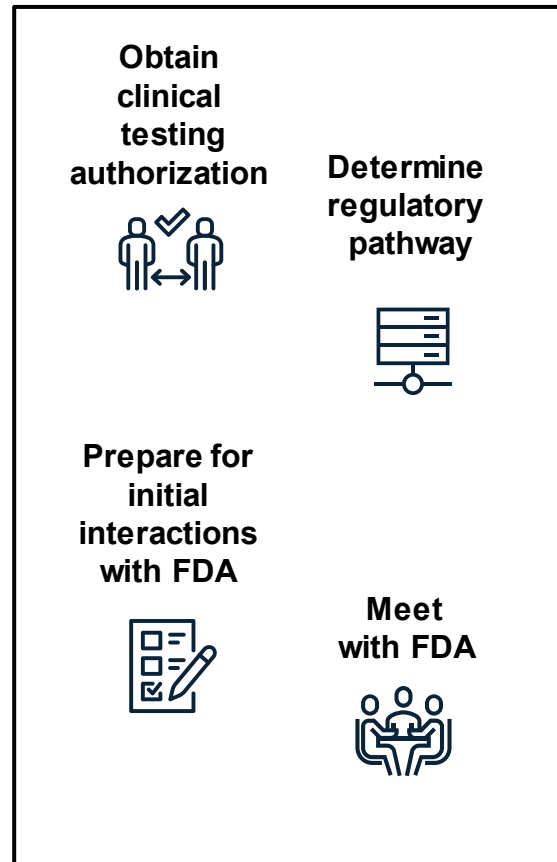 Obtain
clinical
testing
authorization
Determine
regulatory
pathway
Prepare for
initial
interactions
with FDA
Meet
with FDA